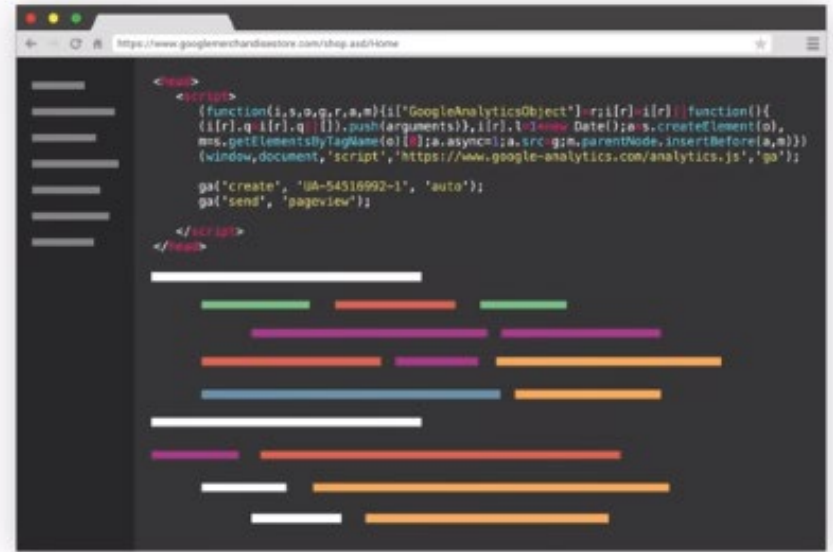 https://www.googlemerchandisestore.com/shop.asd/Home
<head>
<script>
(function(i,s,o,g,r,a,m){i["GoogleAnalyticsObject"]=r;i[r]=i[r]||function(){
(i[r].q=i[r].q||[]).push(arguments)},i[r].l=1*new Date();a=s.createElement(o),
m=s.getElementsByTagName(o)[0];a.async=1;a.src=g;m.parentNode.insertBefore(a,m)})
(window,document,'script','https://www.google-analytics.com/analytics.js','ga');
ga("create", 'UA-54516992-1", "auto");
ga("send", "pageview");
</script>
</head>